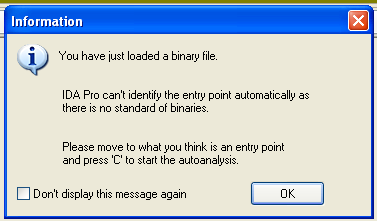 Information
You have just loaded a binary file.
IDA Pro can't identify the entry point automatically as
there is no standard of binaries.
Please move to what you think is an entry point
and press 'C' to start the autoanalysis.
Don't display this message again
OK